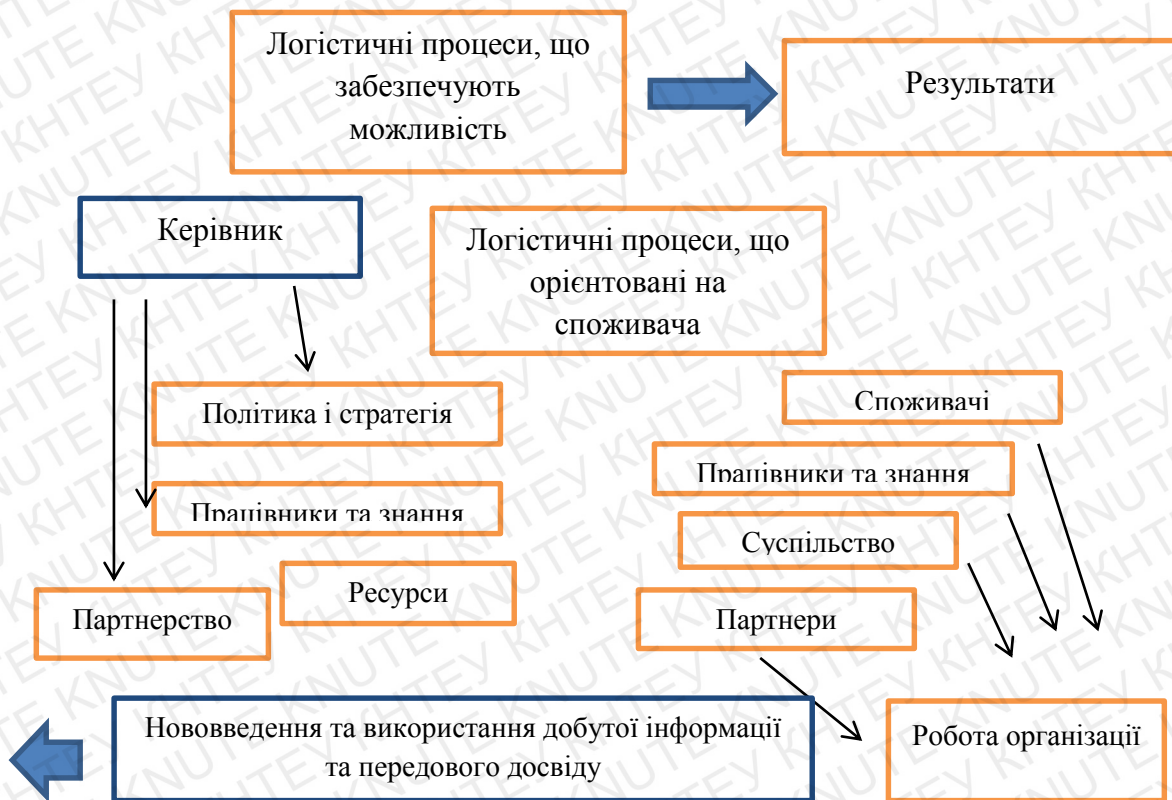 Логістичні процеси, що
забезпечують
можливість
Результати
Керівник
Логістичні процеси, що
орієнтовані на
споживача
Політика і стратегія
Споживачі
Працівники та знання
Працівники та знання
Суспільство
Ресурси
Партнерство
Партнери
Нововведення та використання добутої інформації
та передового досвіду
Робота організації